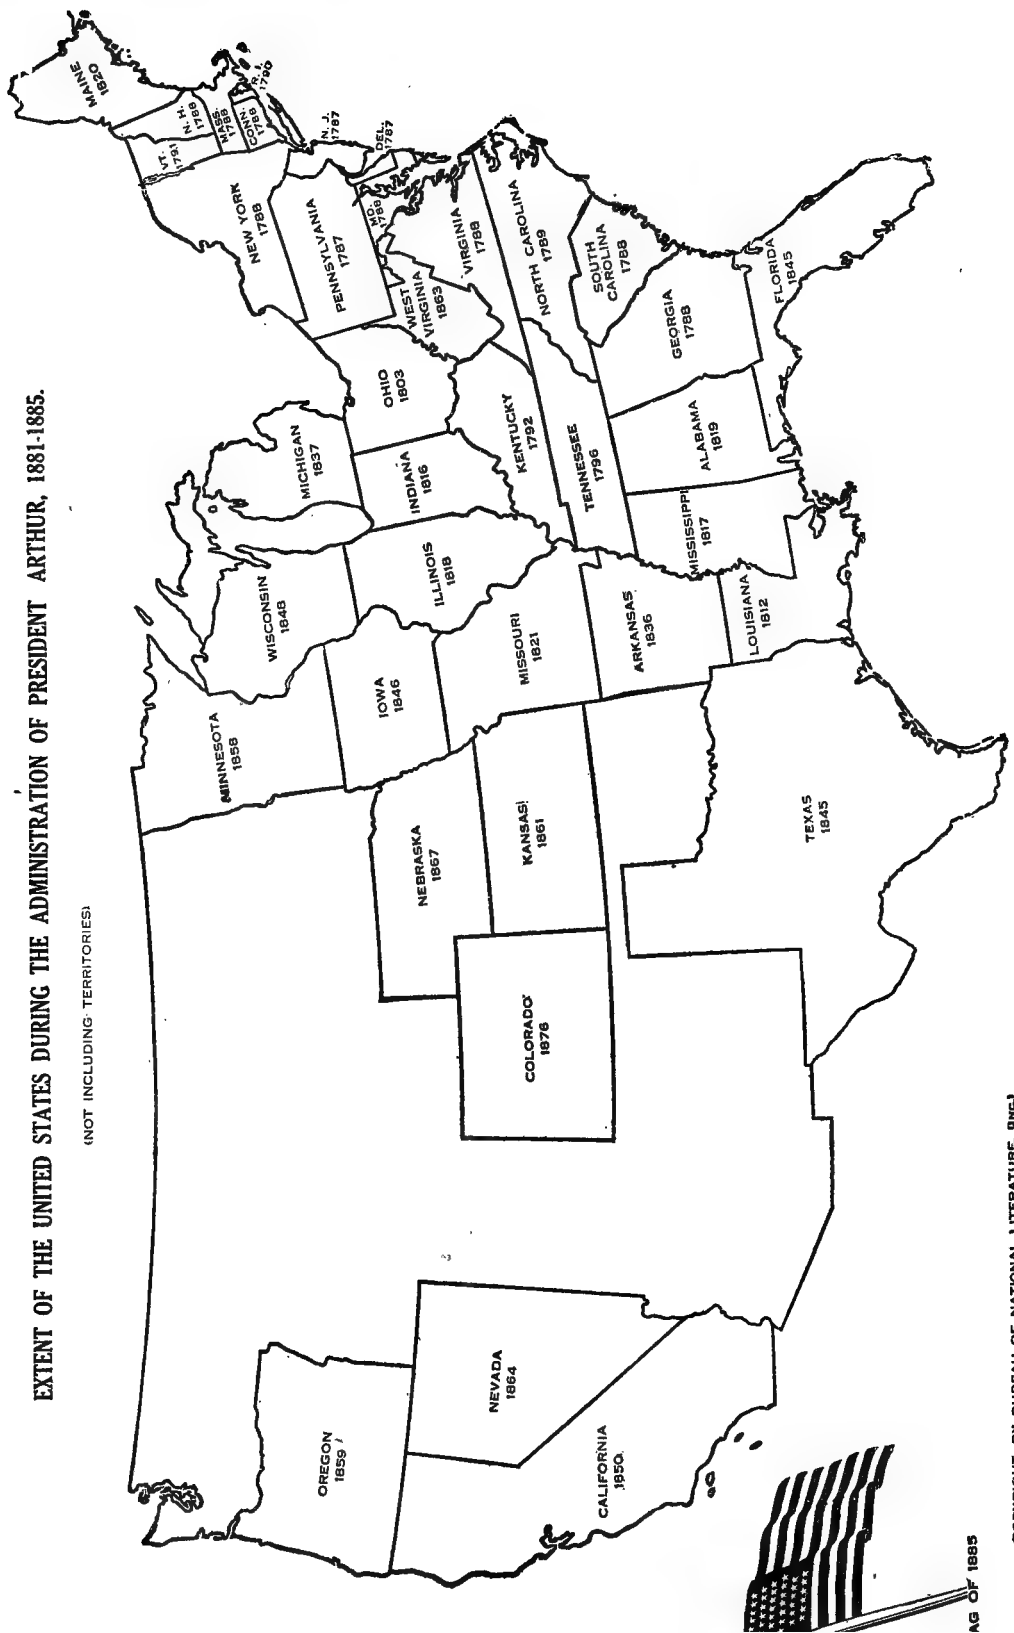 EXTENT OF THE UNITED STATES DURING THE ADMINISTRATION OF PRESIDENT ARTHUR, 1881-1885.
(NOT INCLUDING TERRITORIES)
OREGON
1859
CALIFORNIA
1850
NEVADA
1864
COLORADO
1876
NEBRASKA
1867
KANSAS
1861
TEXAS
1845
MINNESOTA
1858
IOWA
1846
MISSOURI
1821
ARKANSAS
1836
LOUISIANA
1812
WISCONSIN
1848
ILLINOIS
1818
MICHIGAN
1837
INDIANA
1816
OHIO
1803
KENTUCKY
1792
TENNESSEE
1796
MISSISSIPPI
1817
ALABAMA
1819
GEORGIA
1788
FLORIDA
1845
SOUTH
CAROLINA
1788
NORTH CAROLINA
1789
VIRGINIA
1788
WEST
VIRGINIA
1863
MD.
1788
DEL.
1787
PENNSYLVANIA
1787
N. J.
1787
NEW YORK
1788
CONN.
1788
R. I.
1790
MASS.
1788
VT.
1791
N. H.
1788
MAINE
1820
AG OF 1885
BUREAU OF NATIONAL LITERATURE